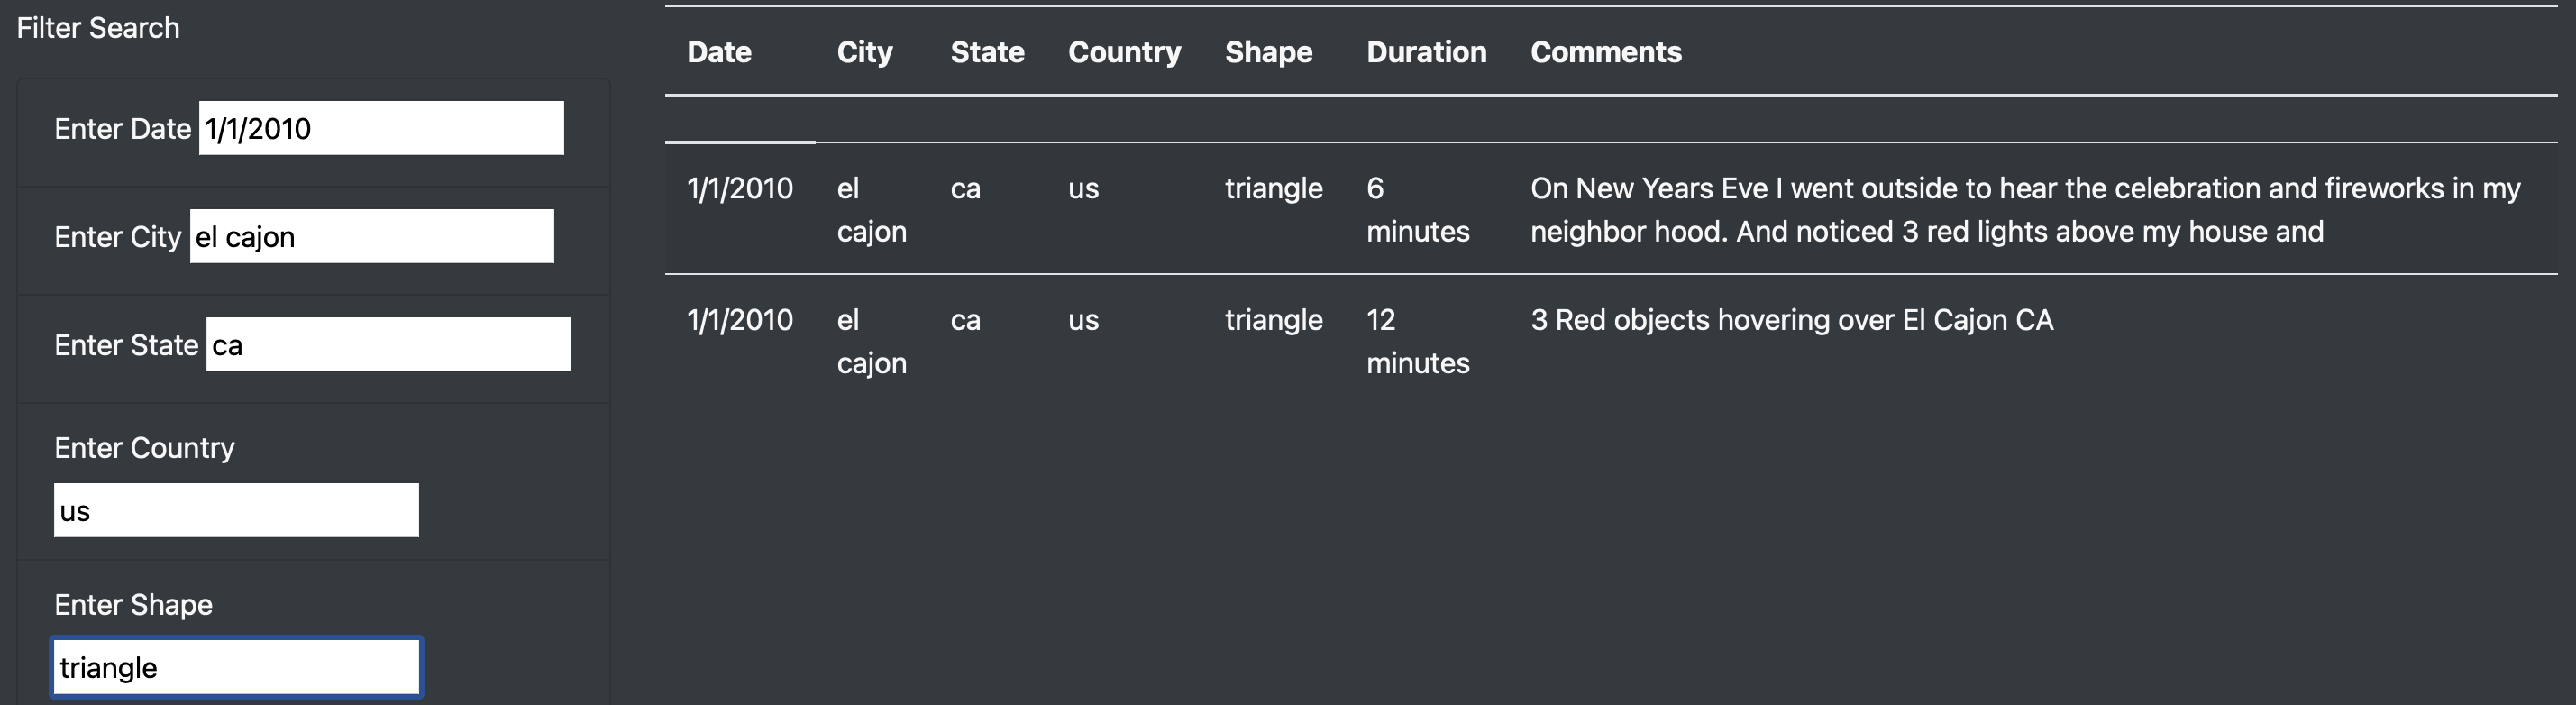 Filter Search
Enter Date 1/1/2010
Enter City el cajon
Enter State ca
Enter Country
us
Enter Shape
triangle
Date City State Country Shape Duration Comments
1/1/2010 el cajon ca us triangle 6 minutes On New Years Eve I went outside to hear the celebration and fireworks in my
neighbor hood. And noticed 3 red lights above my house and
1/1/2010 el cajon ca us triangle 12 minutes 3 Red objects hovering over El Cajon CA